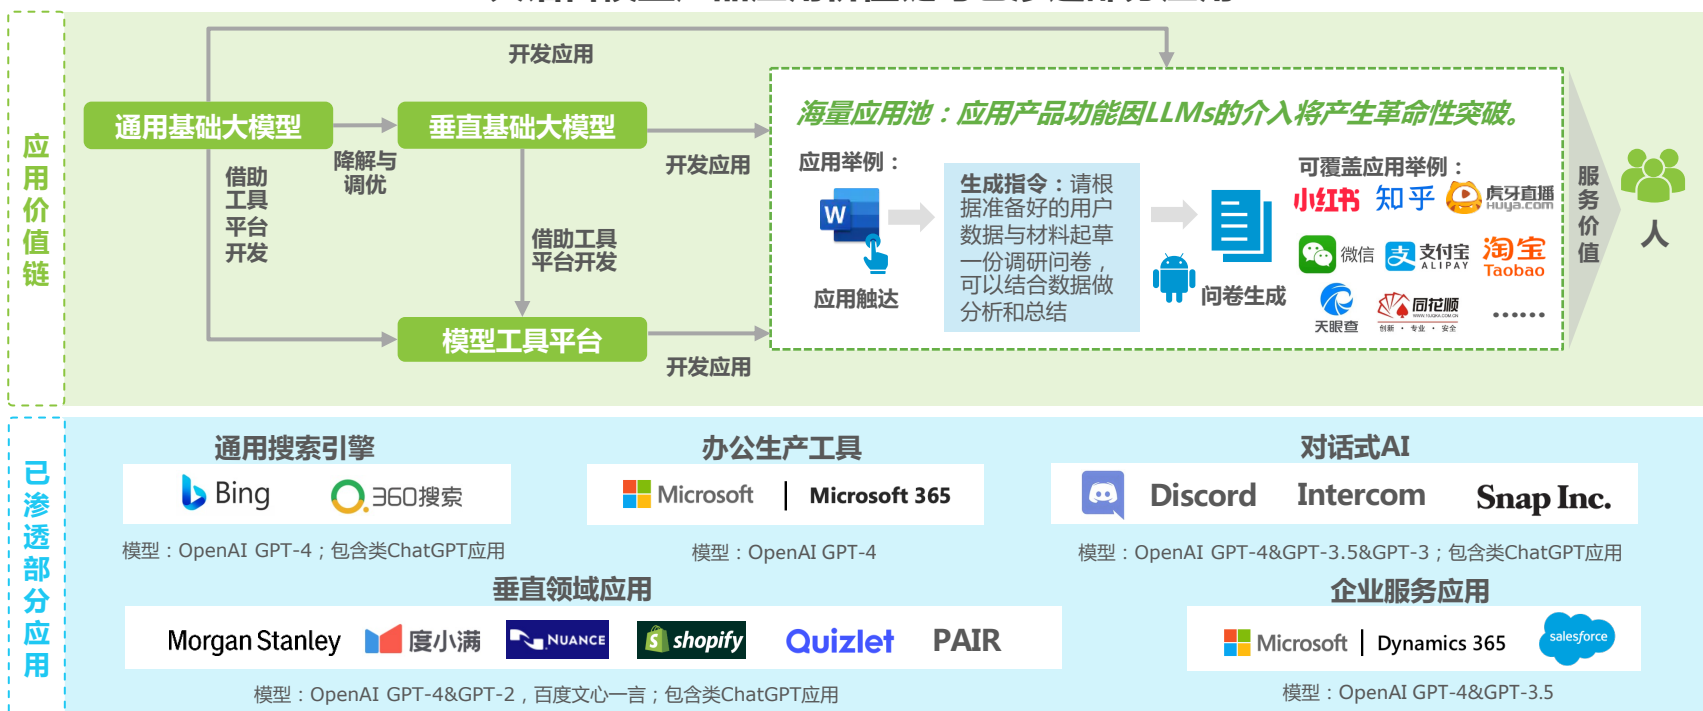 应用价值链
开发应用
通用基础大模型
降解与
调优
垂直基础大模型
开发应用
借助
工具
平台
开发
借助工具
平台开发
模型工具平台
开发应用
海量应用池：应用产品功能因LLMs的介入将产生革命性突破。
应用举例：
W
应用触达
生成指令：请根
据准备好的用户
数据与材料起草
一份调研问卷，
可以结合数据做
分析和总结
问卷生成
可覆盖应用举例：
小红书
知乎
虎牙直播
HUYA.com
微信
支
支付宝
ALIPAY
淘宝
Taobao
天眼查
同花顺
创新·专业·安全
……
服务价值
人
已渗透部分应用
通用搜索引擎
Bing
360搜索
模型：OpenAI GPT-4；包含类ChatGPT应用
办公生产工具
Microsoft | Microsoft 365
模型：OpenAI GPT-4
对话式AI
Discord
Intercom
Snap Inc.
模型：OpenAI GPT-4&GPT-3.5&GPT-3；包含类ChatGPT应用
垂直领域应用
Morgan Stanley
度小满
NUANCE
shopify
Quizlet
PAIR
模型：OpenAI GPT-4&GPT-2，百度文心一言；包含类ChatGPT应用
企业服务应用
Microsoft | Dynamics 365
salesforce
模型：OpenAI GPT-4&GPT-3.5